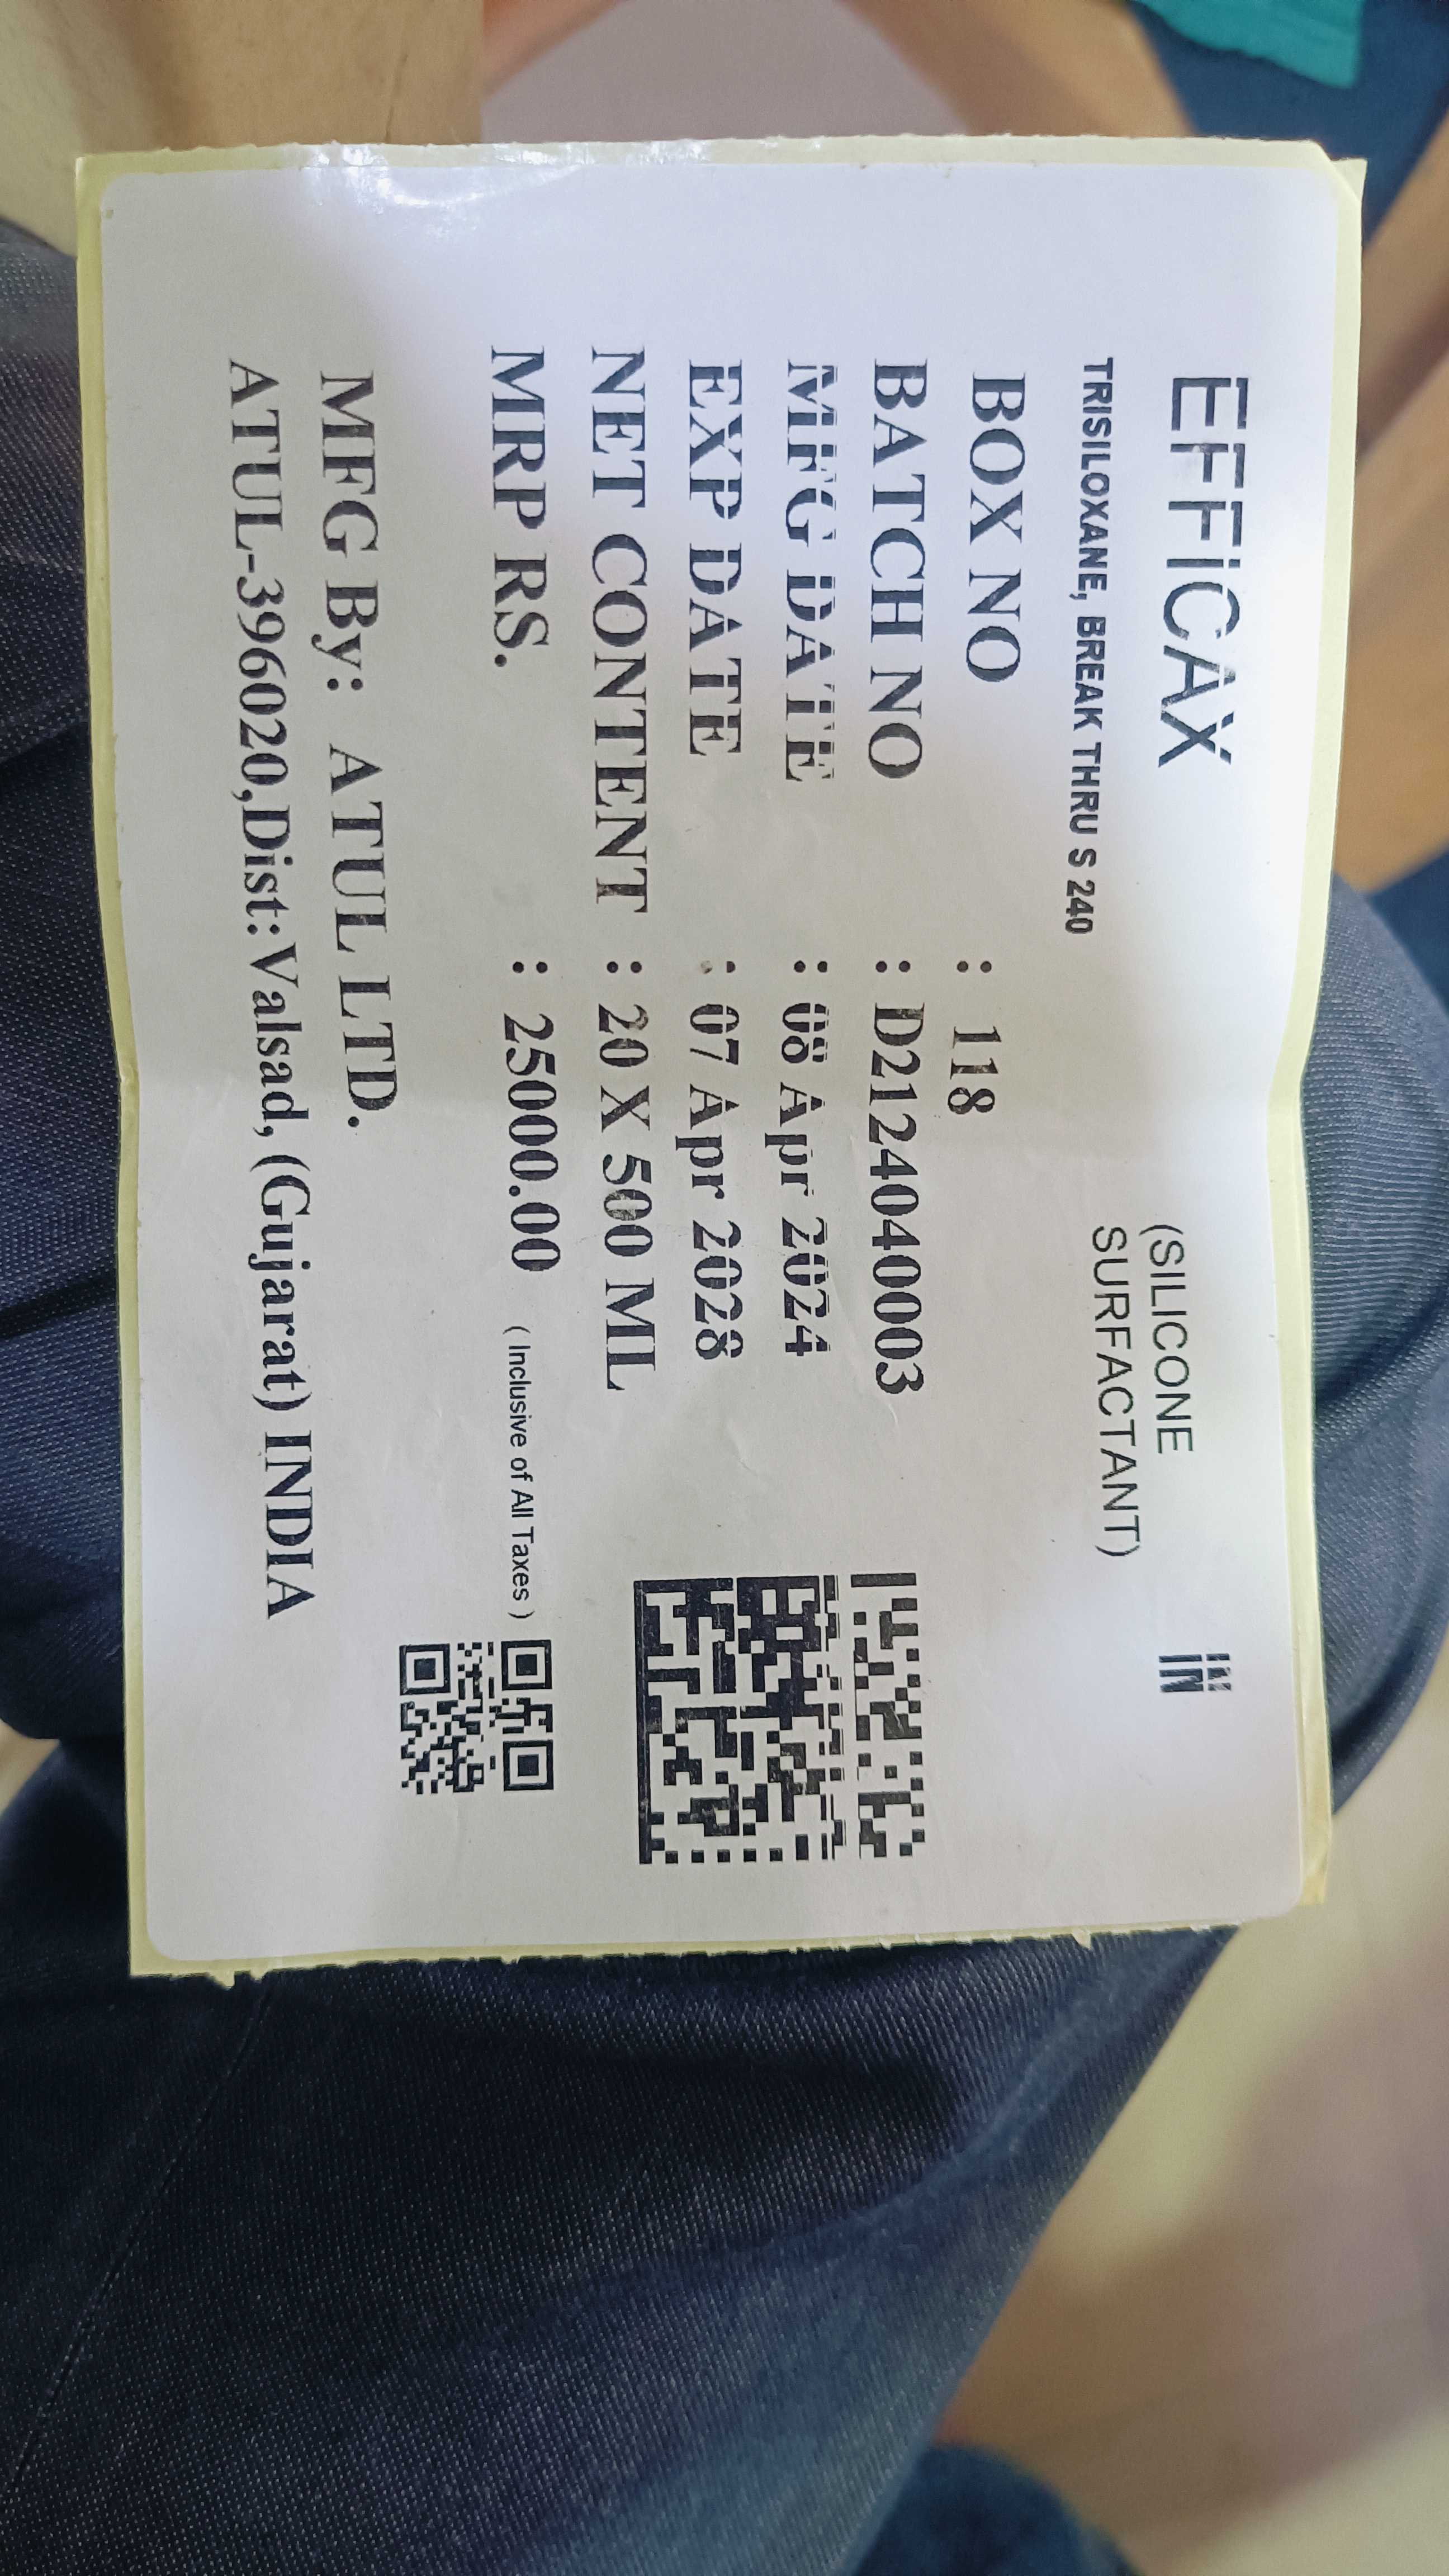 EFFICAX
(SILICONE SURFACTANT)
IN
TRISILOXANE, BREAK THRU S 240
BOX NO : 118
BATCH NO : D2124040003
MFG DATE : 08 Apr 2024
EXP DATE : 07 Apr 2028
NET CONTENT : 20 X 500 ML
MRP RS. : 25000.00 ( Inclusive of All Taxes )
MFG By: ATUL LTD.
ATUL-396020,Dist:Valsad, (Gujarat) INDIA